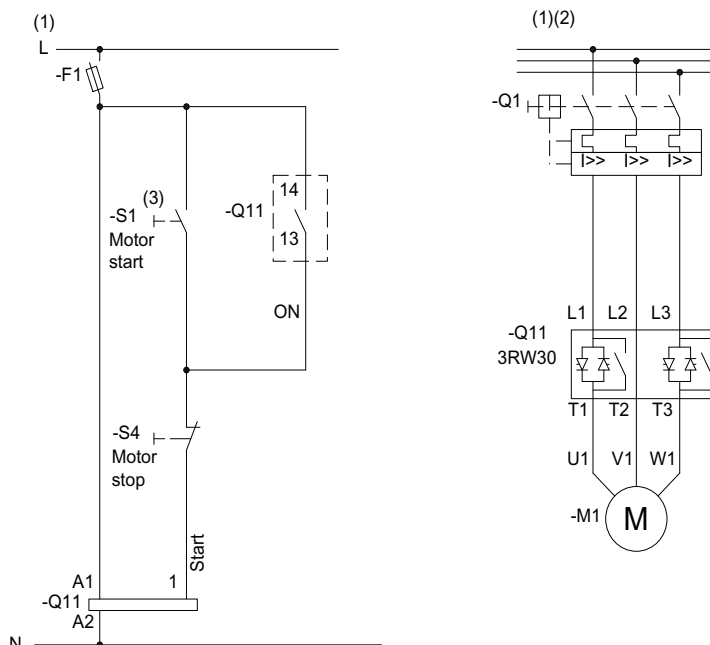 (1)
L
-F1
(3)
-S1
Motor
start
14
-Q11
13
ON
-S4
Motor
stop
Start
A1
1
-Q11
A2
N
(1)(2)
-Q1
I>> I>> I>>
L1 L2 L3
-Q11
3RW30
T1 T2 T3
U1 V1 W1
-M1
M